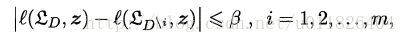 |ℓ(𝔏_D, z) − ℓ(𝔏_{D^{\i}}, z)| ⩽ β , i = 1, 2, …, m,